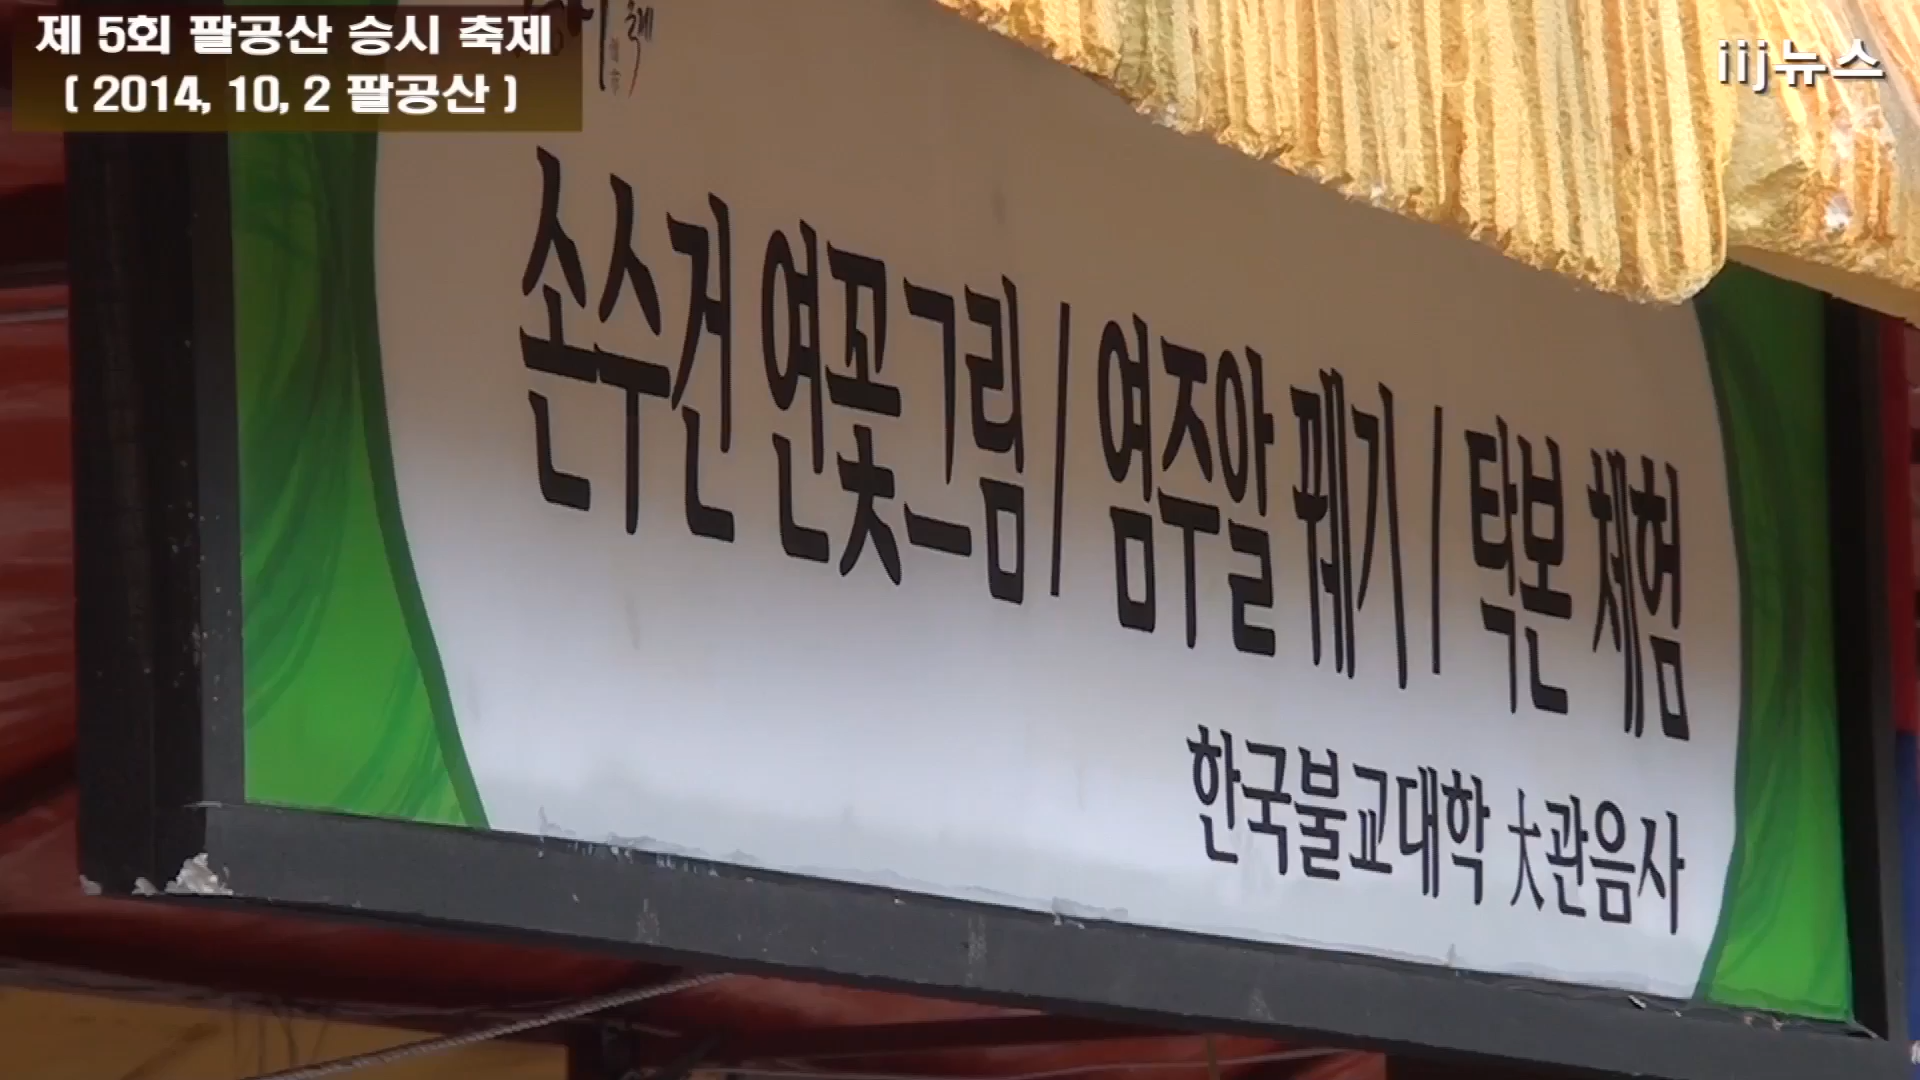 제 5회 팔공산 승시 축제
( 2014, 10, 2 팔공산 )
iij뉴스
손수건 연꽃그림 / 염주알 꿰기 / 탁본 체험
한국불교대학 大관음사